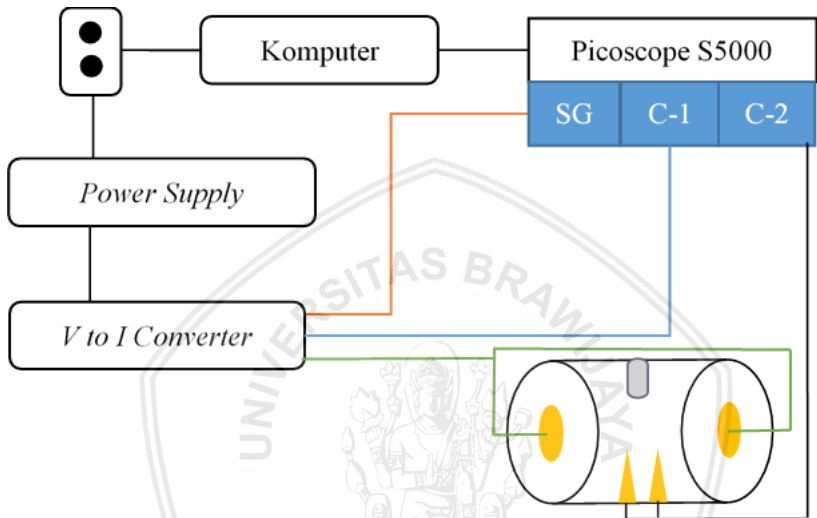 Komputer
Picoscope S5000
SG
C-1
C-2
Power Supply
V to I Converter
UNIVERSITAS BRAWIJAYA